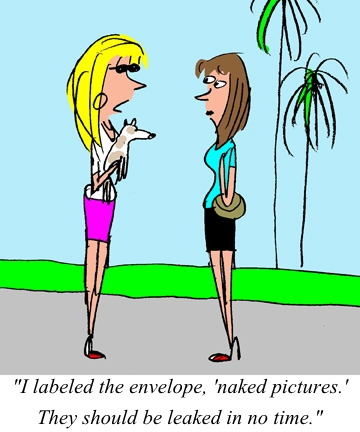 "I labeled the envelope, 'naked pictures.'
They should be leaked in no time."